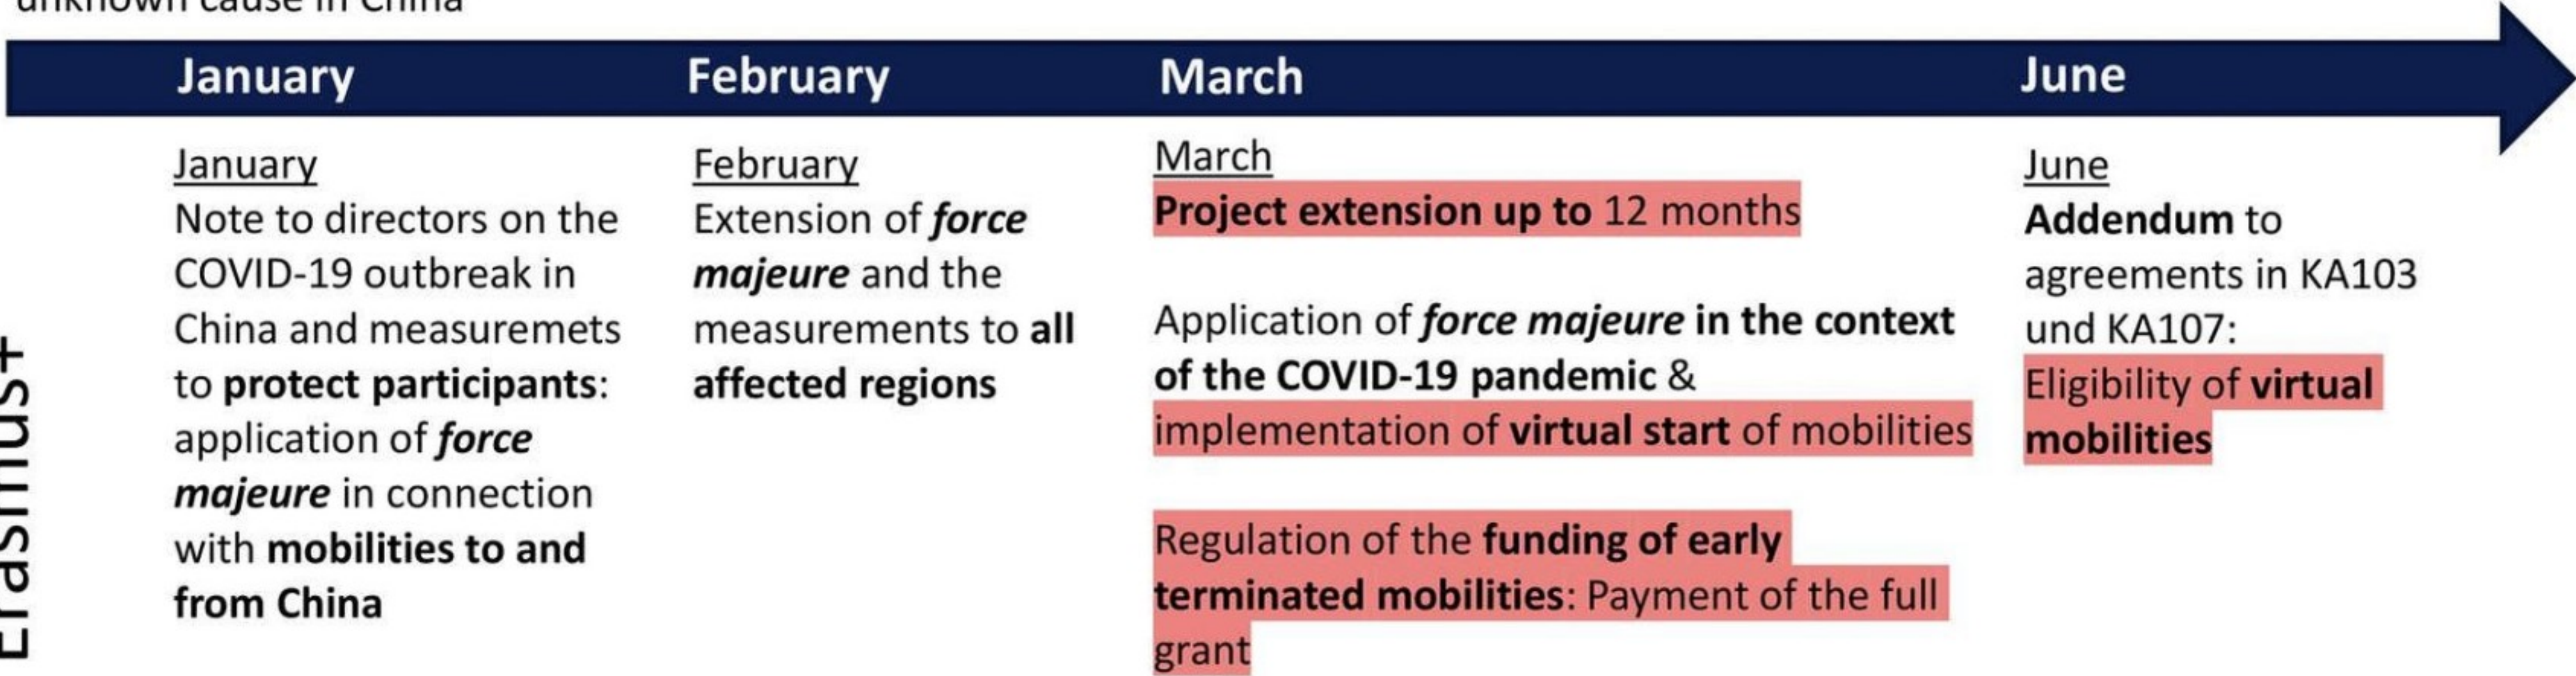 unknown cause in China
January February March June
January
Note to directors on the
COVID-19 outbreak in
China and measuremets
to protect participants:
application of force
majeure in connection
with mobilities to and
from China
February
Extension of force
majeure and the
measurements to all
affected regions
March
Project extension up to 12 months
Application of force majeure in the context
of the COVID-19 pandemic &
implementation of virtual start of mobilities
Regulation of the funding of early
terminated mobilities: Payment of the full
grant
June
Addendum to
agreements in KA103
und KA107:
Eligibility of virtual
mobilities
Erasmus+